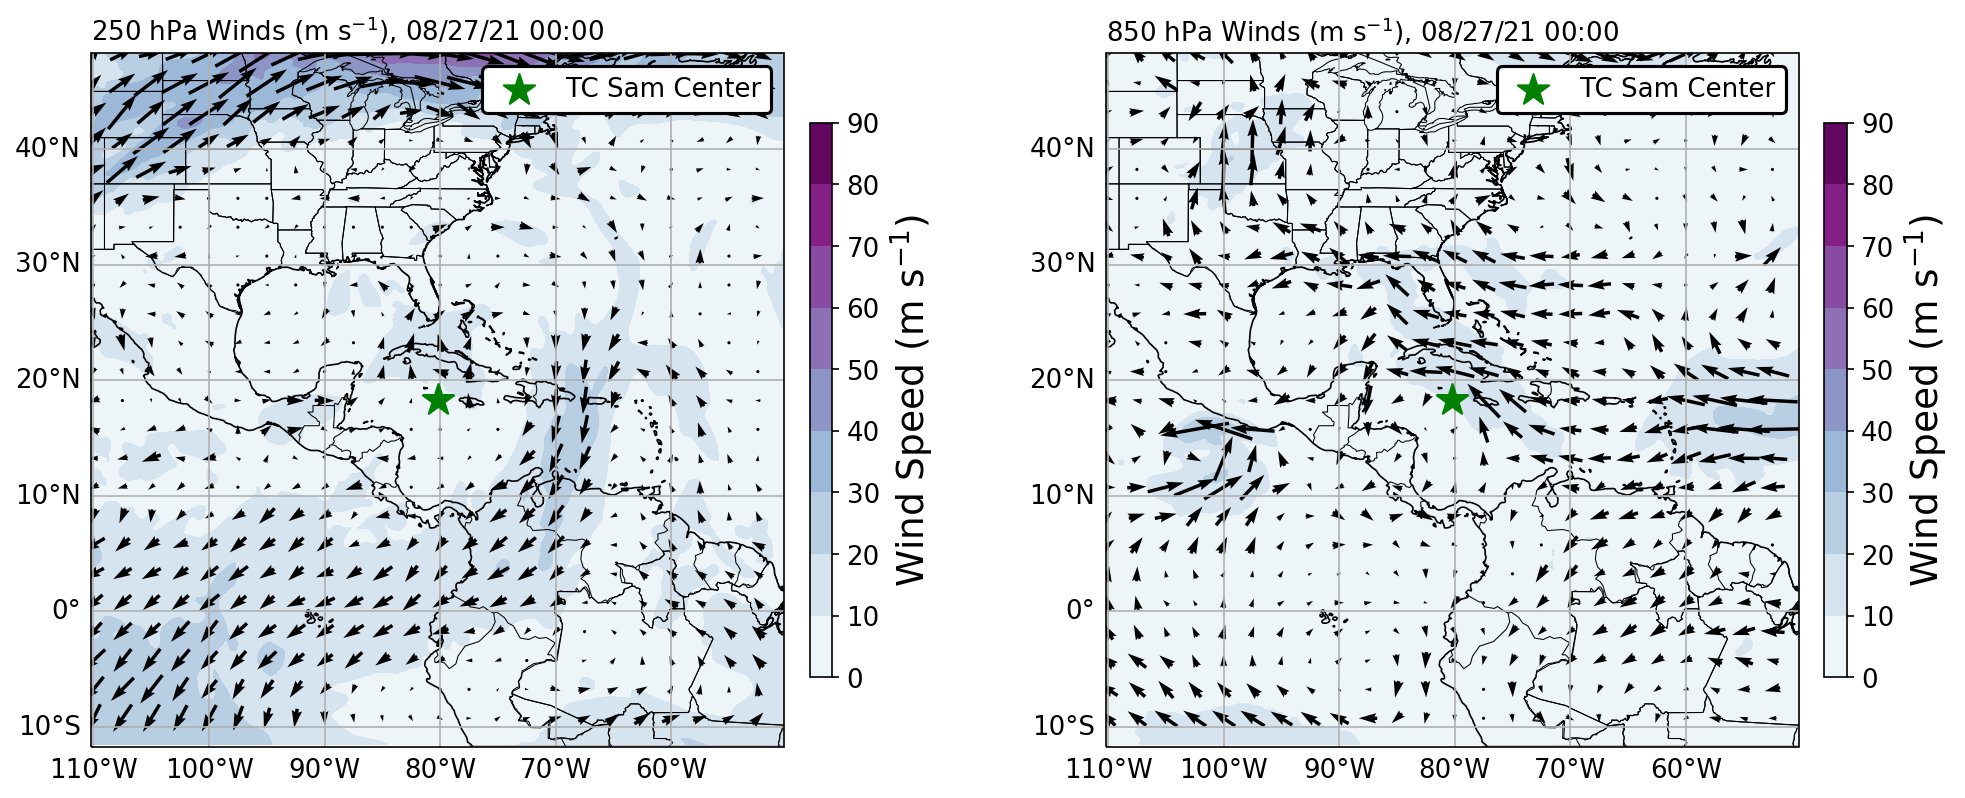 250 hPa Winds (m s⁻¹), 08/27/21 00:00
TC Sam Center
40°N
30°N
20°N
10°N
0°
10°S
110°W 100°W 90°W 80°W 70°W 60°W
90
80
70
60
50
40
30
20
10
0
Wind Speed (m s⁻¹)
850 hPa Winds (m s⁻¹), 08/27/21 00:00
TC Sam Center
40°N
30°N
20°N
10°N
0°
10°S
110°W 100°W 90°W 80°W 70°W 60°W
90
80
70
60
50
40
30
20
10
0
Wind Speed (m s⁻¹)